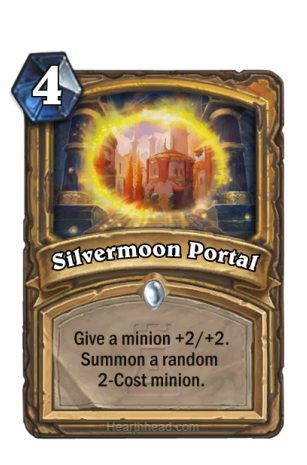 4
Silvermoon Portal
Give a minion +2/+2.
Summon a random
2-Cost minion.
Hearthhead.com